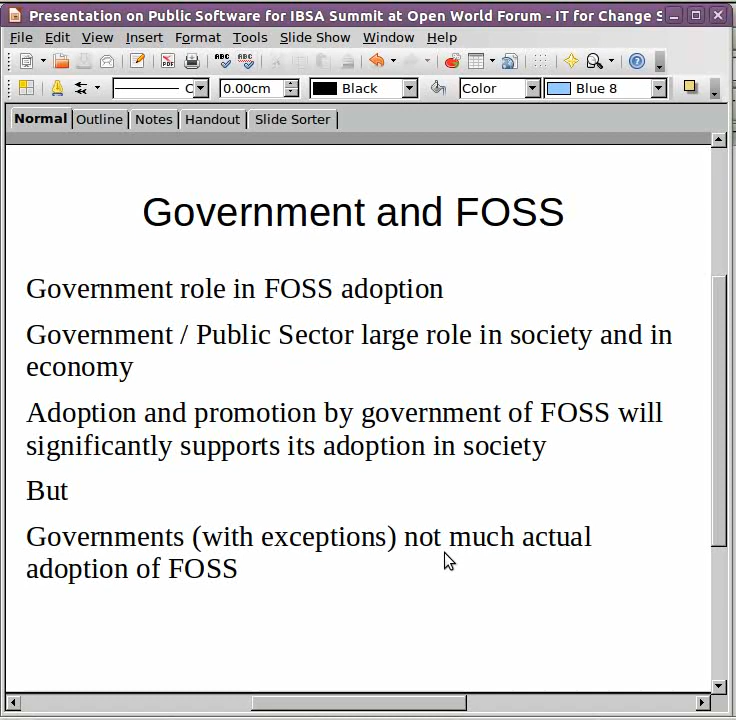 Presentation on Public Software for IBSA Summit at Open World Forum - IT for Change S
File Edit View Insert Format Tools Slide Show Window Help
PDF ABC ABC
C 0.00cm Black Color Blue 8
Normal Outline Notes Handout Slide Sorter
Government and FOSS
Government role in FOSS adoption
Government / Public Sector large role in society and in
economy
Adoption and promotion by government of FOSS will
significantly supports its adoption in society
But
Governments (with exceptions) not much actual
adoption of FOSS